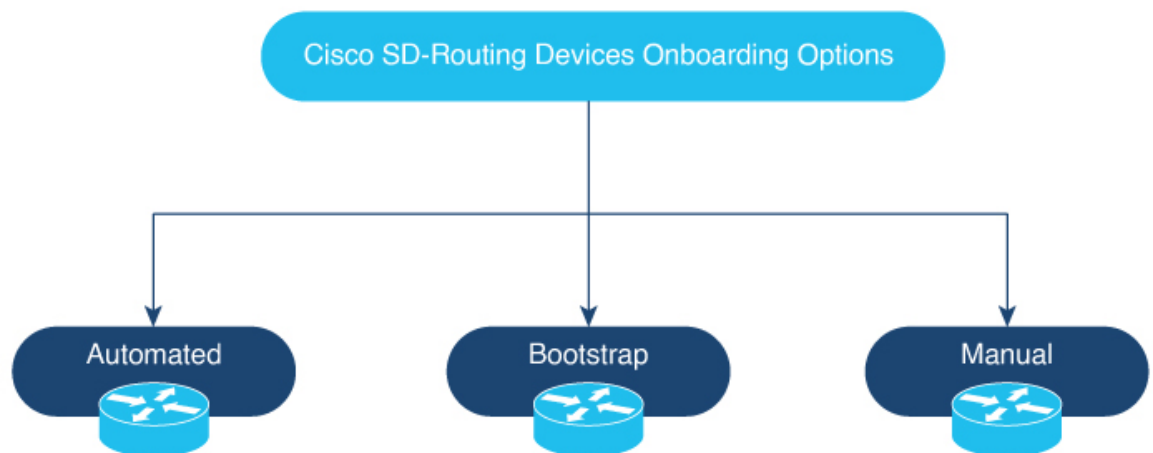 Cisco SD-Routing Devices Onboarding Options
Automated
Bootstrap
Manual